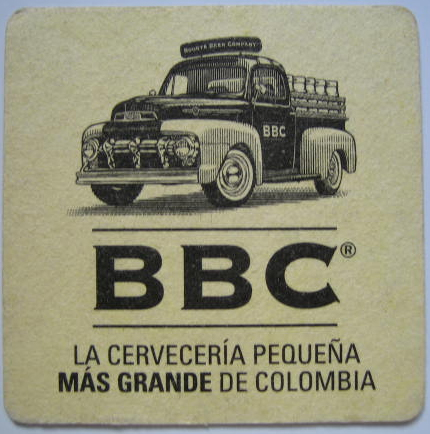 BOGOTA BEER COMPANY
BBC
BBC®
LA CERVECERÍA PEQUEÑA
MÁS GRANDE DE COLOMBIA